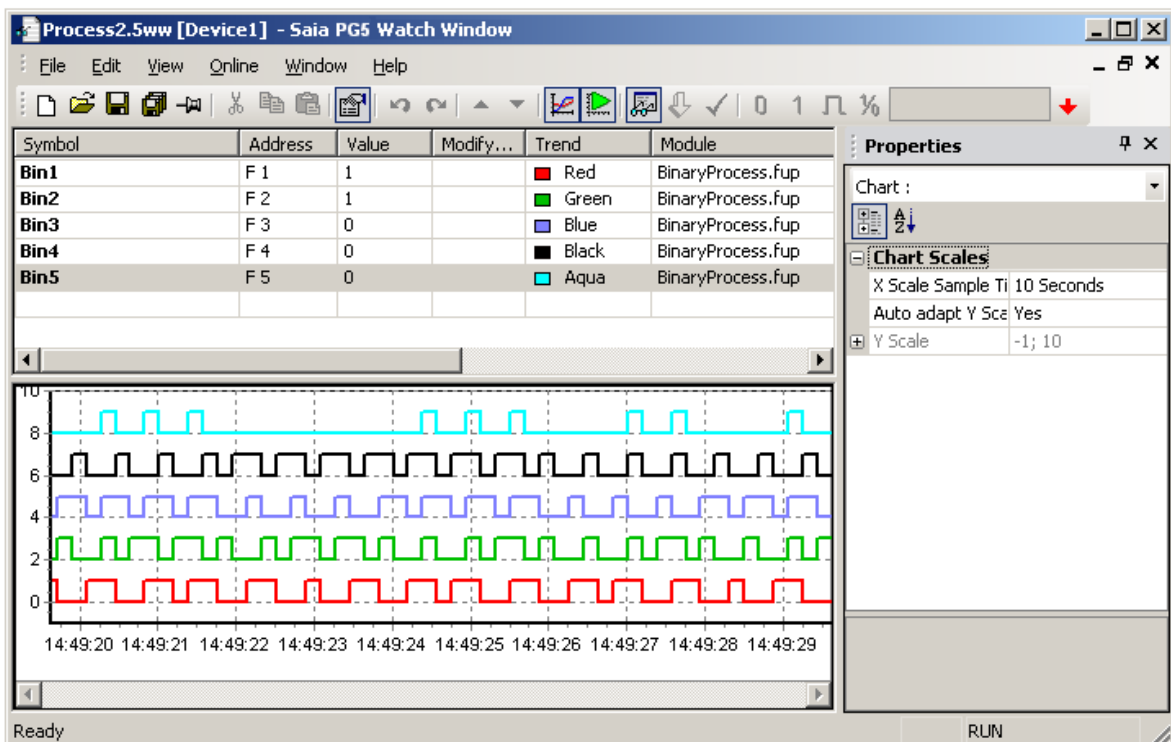 Process2.5ww [Device1] - Saia PG5 Watch Window
File Edit View Online Window Help
0 1
Symbol Address Value Modify... Trend Module
Bin1 F 1 1 Red BinaryProcess.fup
Bin2 F 2 1 Green BinaryProcess.fup
Bin3 F 3 0 Blue BinaryProcess.fup
Bin4 F 4 0 Black BinaryProcess.fup
Bin5 F 5 0 Aqua BinaryProcess.fup
Properties
Chart :
A
Z
Chart Scales
X Scale Sample Ti 10 Seconds
Auto adapt Y Sca Yes
Y Scale -1; 10
10
8
6
4
2
0
14:49:20 14:49:21 14:49:22 14:49:23 14:49:24 14:49:25 14:49:26 14:49:27 14:49:28 14:49:29
Ready RUN